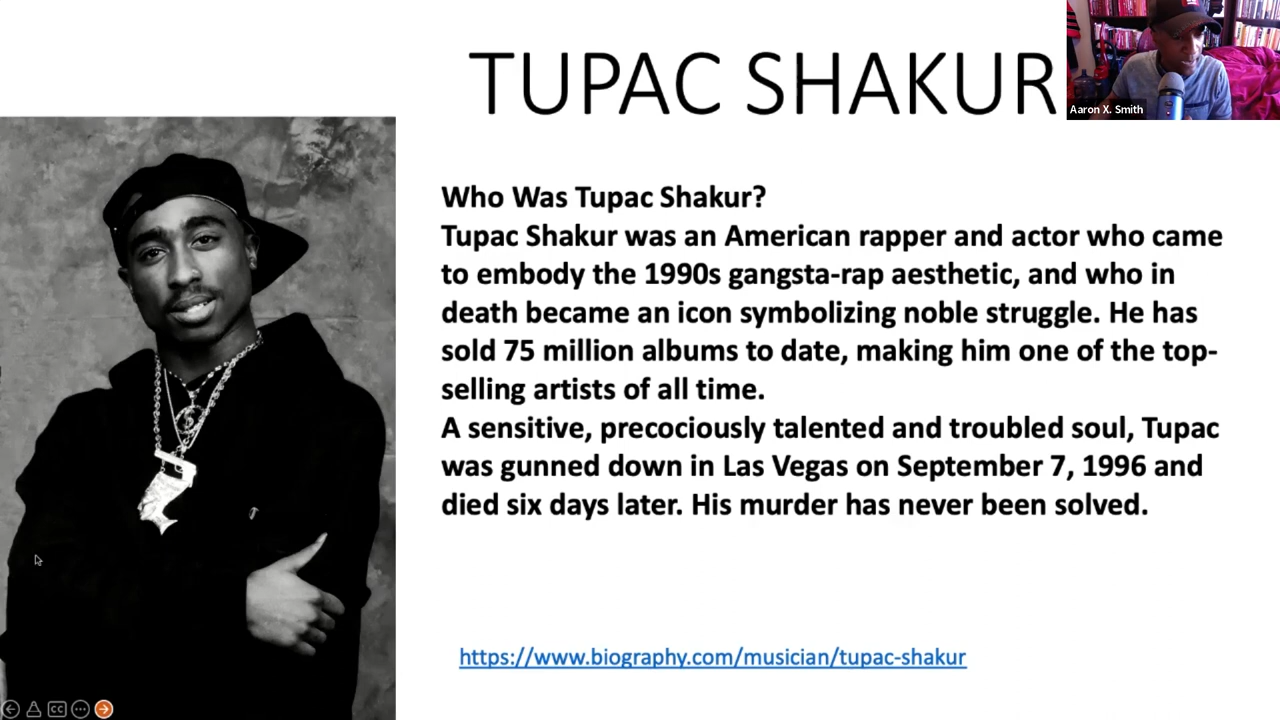 TUPAC SHAKUR
Aaron X. Smith
Who Was Tupac Shakur?
Tupac Shakur was an American rapper and actor who came
to embody the 1990s gangsta-rap aesthetic, and who in
death became an icon symbolizing noble struggle. He has
sold 75 million albums to date, making him one of the top-
selling artists of all time.
A sensitive, precociously talented and troubled soul, Tupac
was gunned down in Las Vegas on September 7, 1996 and
died six days later. His murder has never been solved.
https://www.biography.com/musician/tupac-shakur
CC